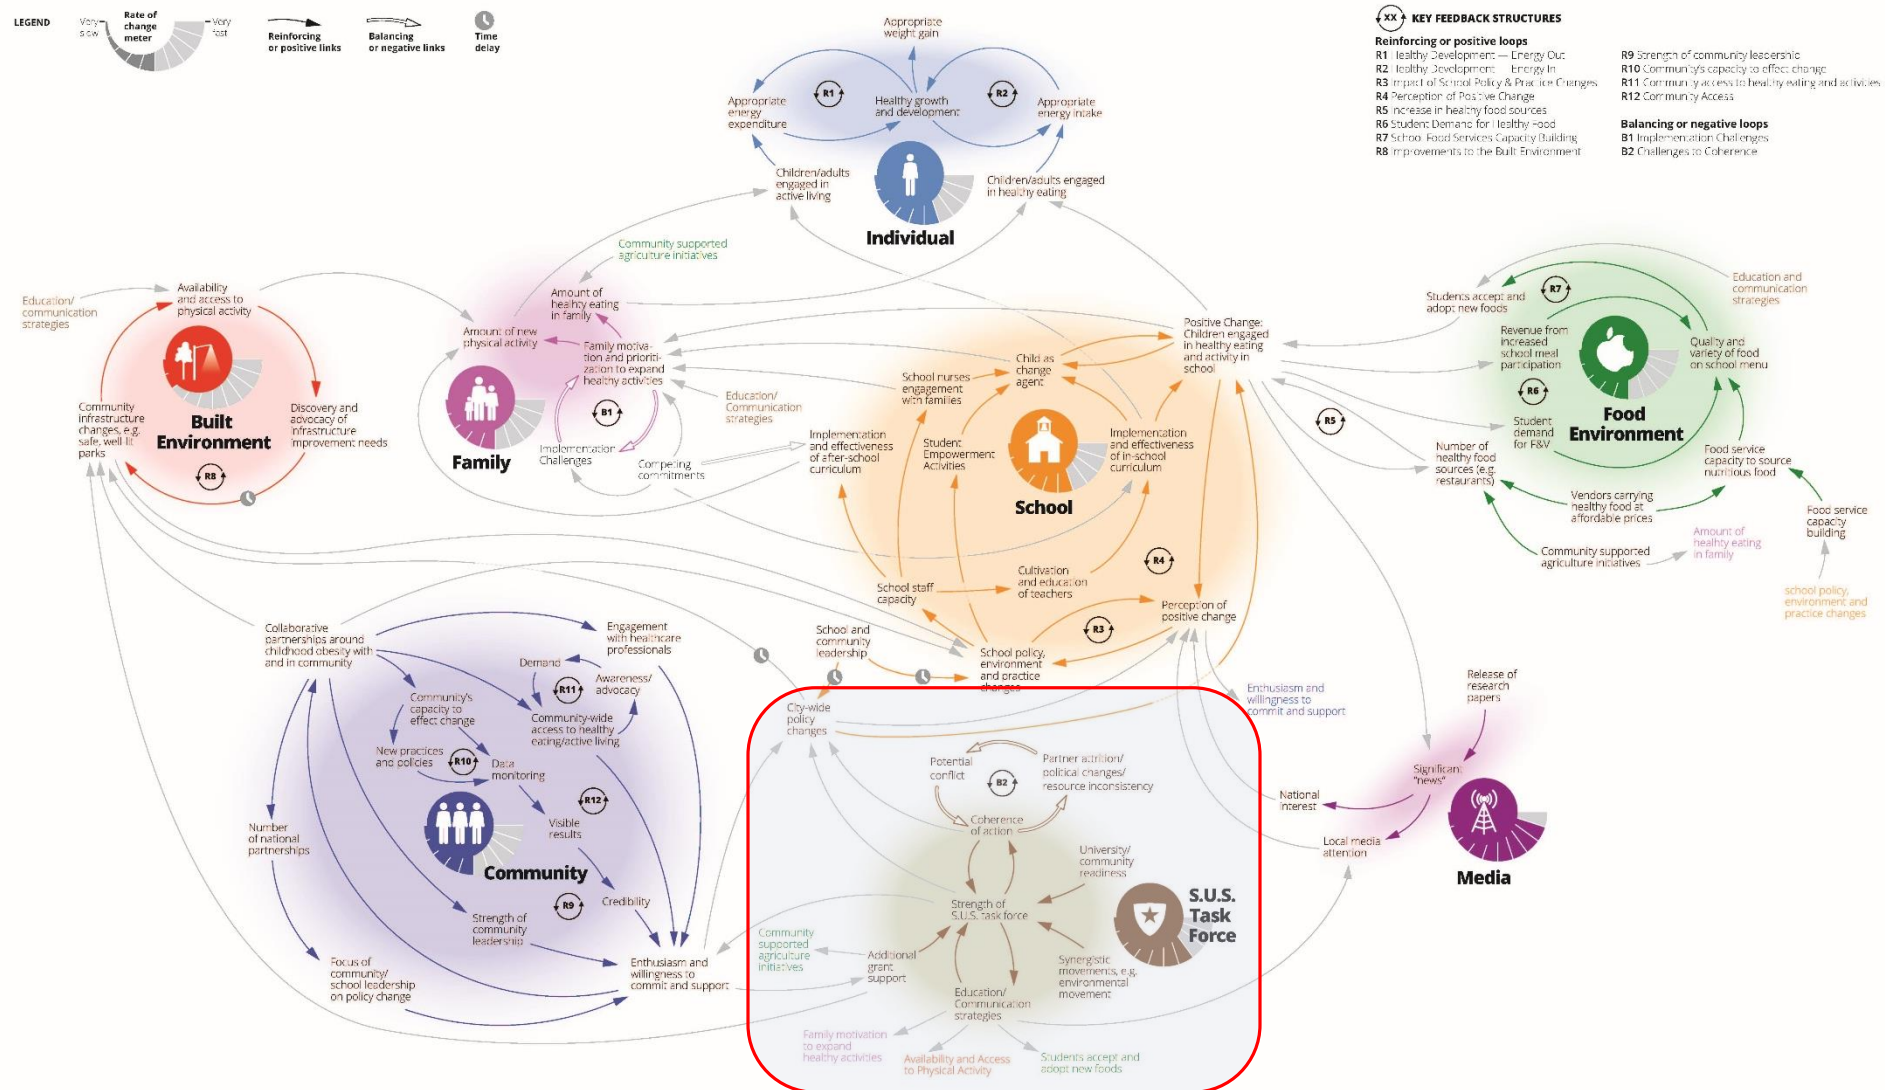 LEGEND
Very
slow
Rate of
change
meter
Very
fast
Reinforcing
or positive links
Balancing
or negative links
Time
delay
XX KEY FEEDBACK STRUCTURES
Reinforcing or positive loops
R1 Healthy Development — Energy Out
R2 Healthy Development — Energy In
R3 Impact of School Policy & Practice Changes
R4 Perception of Positive Change
R5 Increase in healthy food sources
R6 Student Demand for Healthy Food
R7 School Food Services Capacity Building
R8 Improvements to the Built Environment
R9 Strength of community leadership
R10 Community's capacity to effect change
R11 Community access to healthy eating and activities
R12 Community Access
Balancing or negative loops
B1 Implementation Challenges
B2 Challenges to Coherence
Appropriate
weight gain
R1
R2
Appropriate
energy
expenditure
Healthy growth
and development
Appropriate
energy intake
Children/adults
engaged in
active living
Children/adults engaged
in healthy eating
Individual
Education/
communication
strategies
Availability
and access to
physical activity
Community
infrastructure
changes, e.g.
safe, well-lit
parks
Discovery and
advocacy of
infrastructure
improvement needs
Built
Environment
R8
Community supported
agriculture initiatives
Amount of
healthy eating
in family
Amount of new
physical activity
Family motiva-
tion and prioriti-
zation to expand
healthy activities
B1
Education/
Communication
strategies
Implementation
Challenges
Competing
commitments
Family
Positive Change:
Children engaged
in healthy eating
and activity in
school
Child as
change
agent
School nurses
engagement
with families
Implementation
and effectiveness
of after-school
curriculum
Student
Empowerment
Activities
Implementation
and effectiveness
of in-school
curriculum
School
R4
School staff
capacity
Cultivation
and education
of teachers
Perception of
positive change
R3
School and
community
leadership
School policy,
environment
and practice
changes
Education and
communication
strategies
Students accept and
adopt new foods
R7
Revenue from
increased
school meal
participation
Quality and
variety of food
on school menu
R6
Student
demand
for F&V
Food
Environment
R5
Number of
healthy food
sources (e.g.
restaurants)
Food service
capacity to source
nutritious food
Vendors carrying
healthy food at
affordable prices
Food service
capacity
building
Amount of
healthy eating
in family
Community supported
agriculture initiatives
school policy,
environment and
practice changes
Collaborative
partnerships around
childhood obesity with
and in community
Engagement
with healthcare
professionals
Demand
R11
Awareness/
advocacy
Community's
capacity to
effect change
Community-wide
access to healthy
eating/active living
New practices
and policies
R10
Data
monitoring
R12
Visible
results
Number
of national
partnerships
Community
R9
Credibility
Strength of
community
leadership
Focus of
community/
school leadership
on policy change
Enthusiasm and
willingness to
commit and support
City-wide
policy
changes
Enthusiasm and
willingness to
commit and support
Potential
conflict
B2
Partner attrition/
political changes/
resource inconsistency
Coherence
of action
University/
community
readiness
Strength of
S.U.S. task force
S.U.S.
Task
Force
Community
supported
agriculture
initiatives
Additional
grant
support
Synergistic
movements, e.g.
environmental
movement
Education/
Communication
strategies
Family motivation
to expand
healthy activities
Availability and Access
to Physical Activity
Students accept and
adopt new foods
Release of
research
papers
Significant
"news"
National
interest
Local media
attention
Media